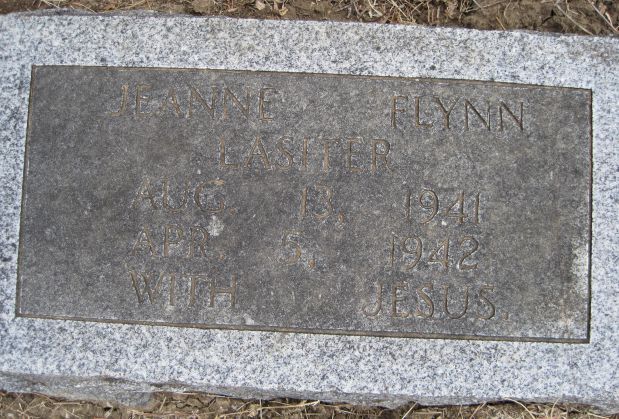 JEANNE FLYNN
LASITER
AUG. 13, 1941
APR. 5, 1942
WITH JESUS.